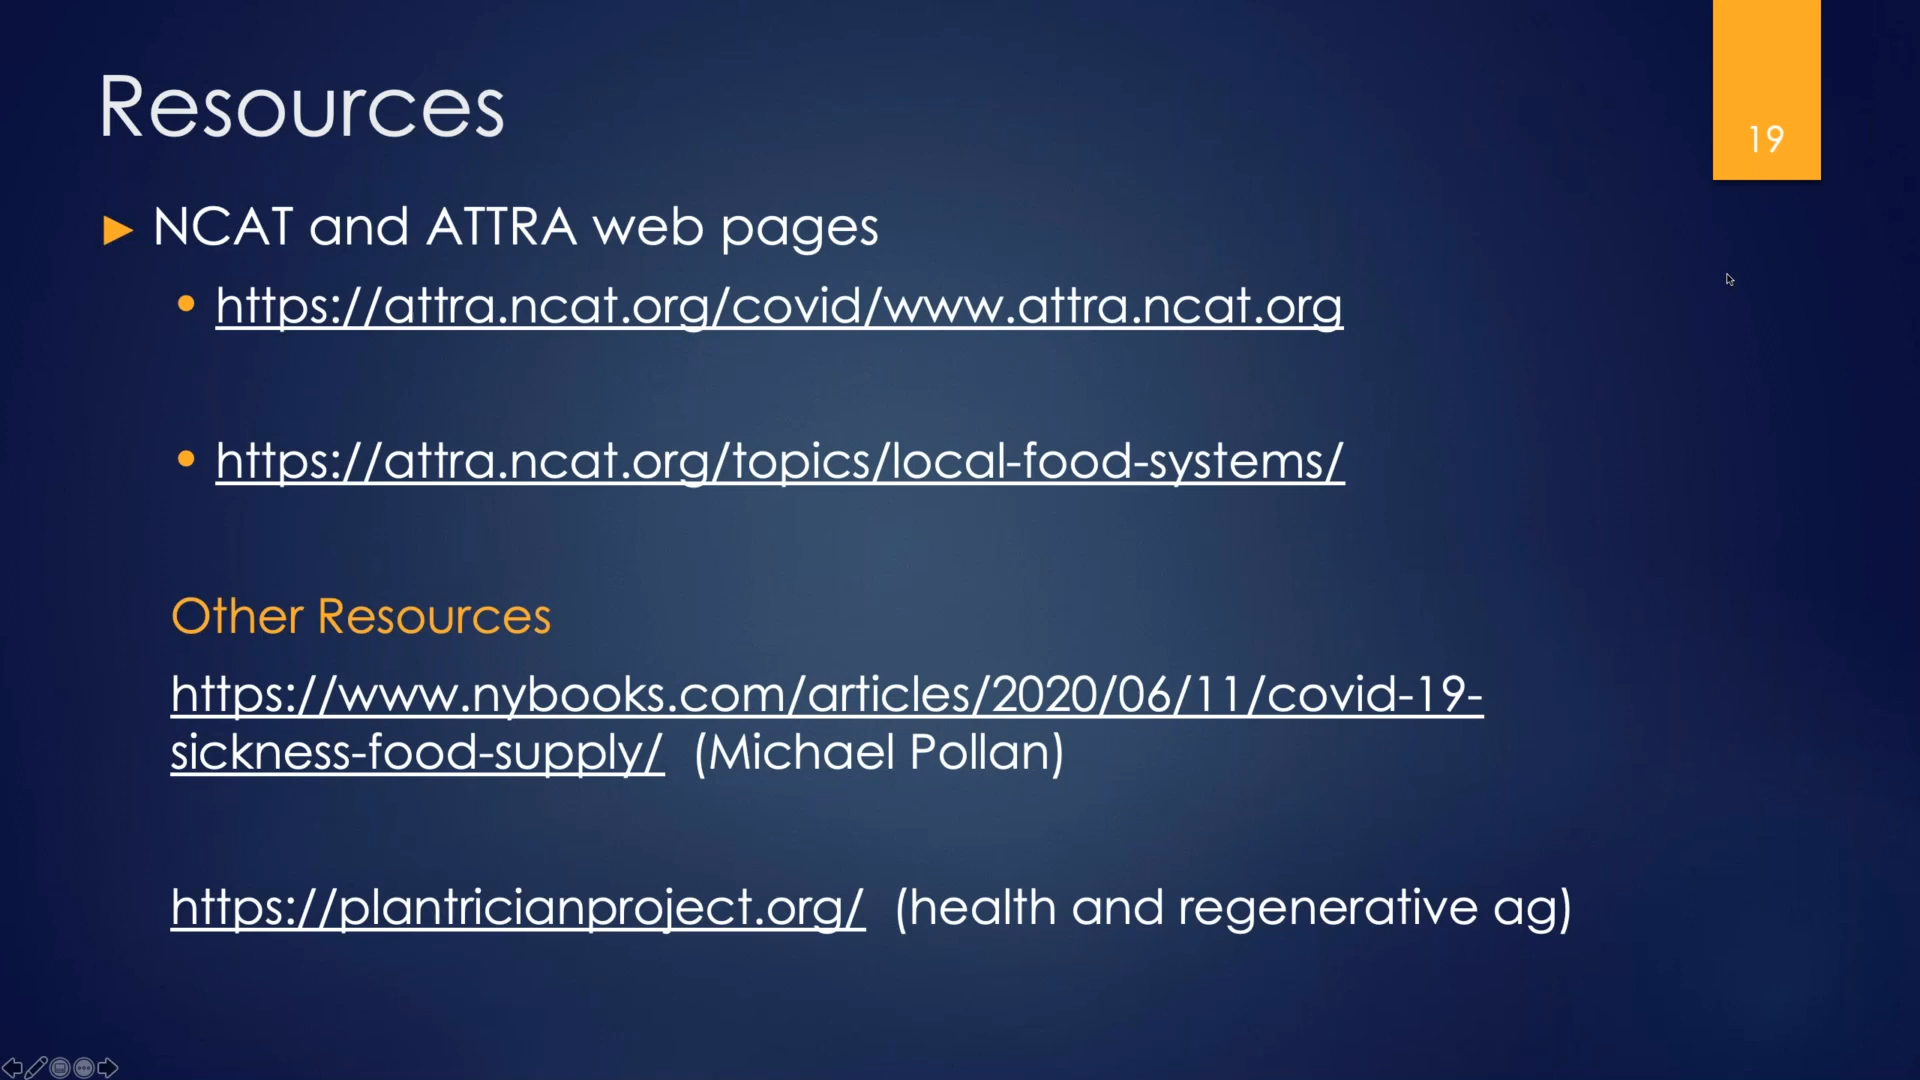 Resources
19
NCAT and ATTRA web pages
https://attra.ncat.org/covid/www.attra.ncat.org
https://attra.ncat.org/topics/local-food-systems/
Other Resources
https://www.nybooks.com/articles/2020/06/11/covid-19-
sickness-food-supply/ (Michael Pollan)
https://plantricianproject.org/ (health and regenerative ag)